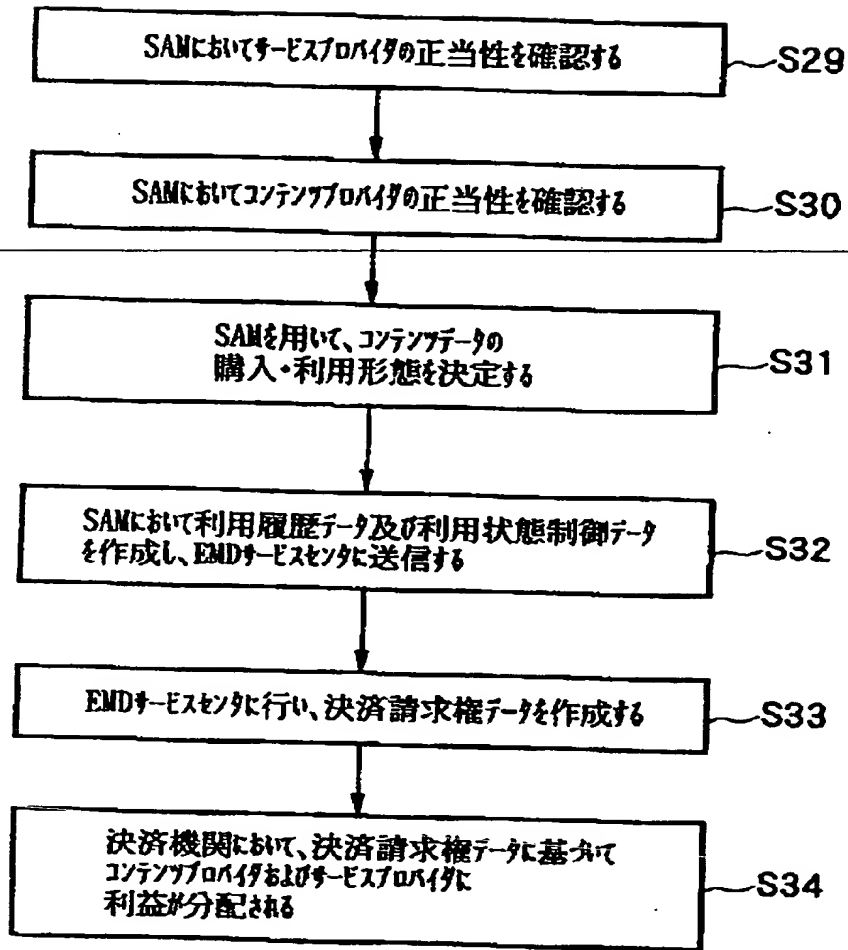 SAMにおいてサービスプロバイダの正当性を確認する
S29
SAMにおいてコンテンツプロバイダの正当性を確認する
S30
SAMを用いて、コンテンツデータの
購入・利用形態を決定する
S31
SAMにおいて利用履歴データ及び利用状態制御データ
を作成し、EMDサービスセンタに送信する
S32
EMDサービスセンタに行い、決済請求権データを作成する
S33
決済機関において、決済請求権データに基づいて
コンテンツプロバイダおよびサービスプロバイダに
利益が分配される
S34